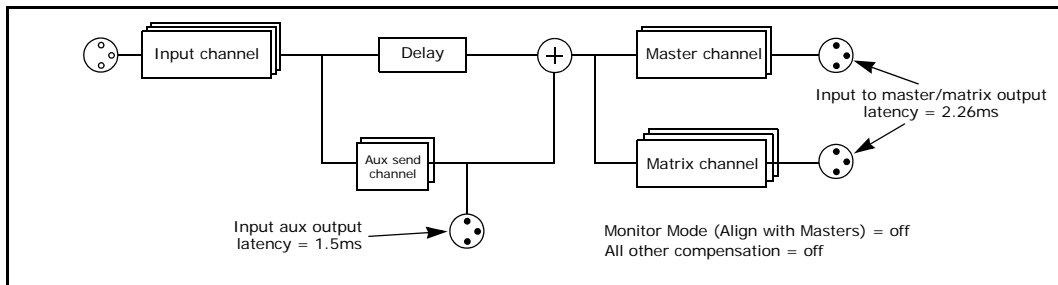 Input channel
Delay
Master channel
Input to master/matrix output
latency = 2.26ms
Aux send
channel
Matrix channel
Input aux output
latency = 1.5ms
Monitor Mode (Align with Masters) = off
All other compensation = off